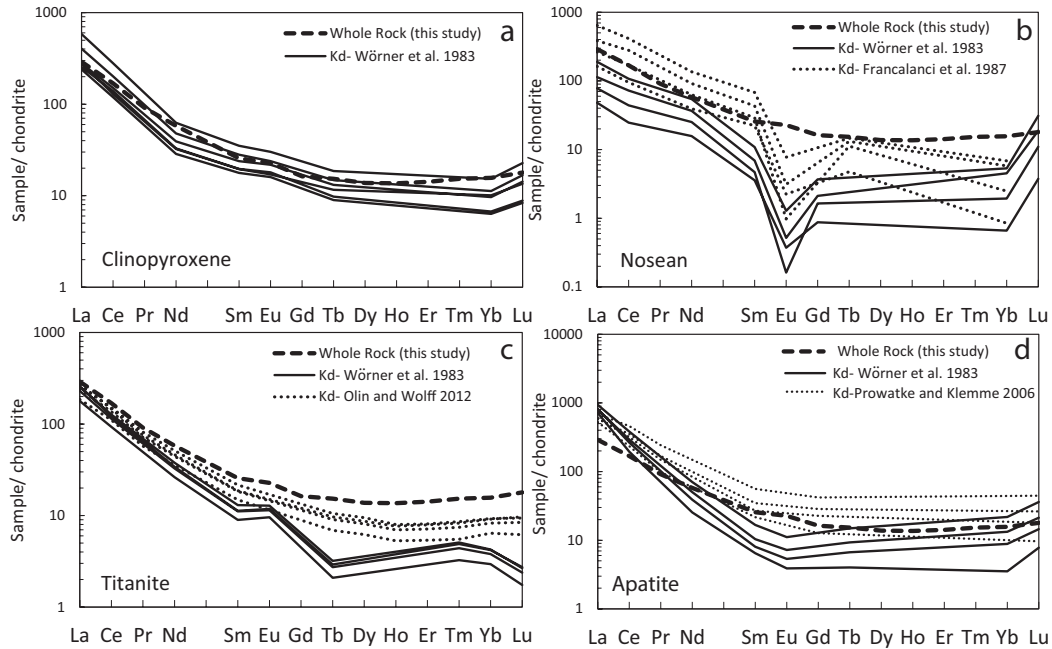 1000
100
10
1
Sample/ chondrite
Whole Rock (this study)
Kd- Wörner et al. 1983
a
Clinopyroxene
La Ce Pr Nd Sm Eu Gd Tb Dy Ho Er Tm Yb Lu
1000
100
10
1
0.1
Sample/ chondrite
Whole Rock (this study)
Kd- Wörner et al. 1983
Kd- Francalanci et al. 1987
b
Nosean
La Ce Pr Nd Sm Eu Gd Tb Dy Ho Er Tm Yb Lu
1000
100
10
1
Sample/ chondrite
Whole Rock (this study)
Kd- Wörner et al. 1983
Kd- Olin and Wolff 2012
c
Titanite
La Ce Pr Nd Sm Eu Gd Tb Dy Ho Er Tm Yb Lu
10000
1000
100
10
1
Sample/ chondrite
Whole Rock (this study)
Kd- Wörner et al. 1983
Kd-Prowatke and Klemme 2006
d
Apatite
La Ce Pr Nd Sm Eu Gd Tb Dy Ho Er Tm Yb Lu